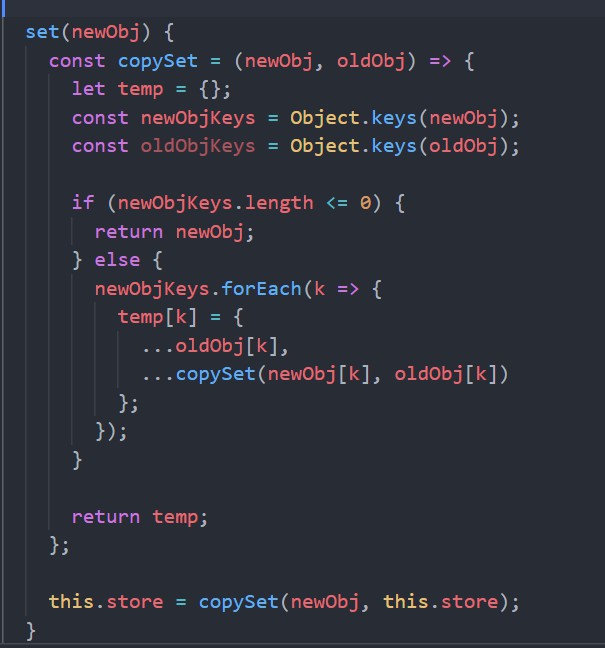 set(newObj) {
const copySet = (newObj, oldObj) => {
let temp = {};
const newObjKeys = Object.keys(newObj);
const oldObjKeys = Object.keys(oldObj);
if (newObjKeys.length <= 0) {
return newObj;
} else {
newObjKeys.forEach(k => {
temp[k] = {
...oldObj[k],
...copySet(newObj[k], oldObj[k])
};
});
}
return temp;
};
this.store = copySet(newObj, this.store);
}